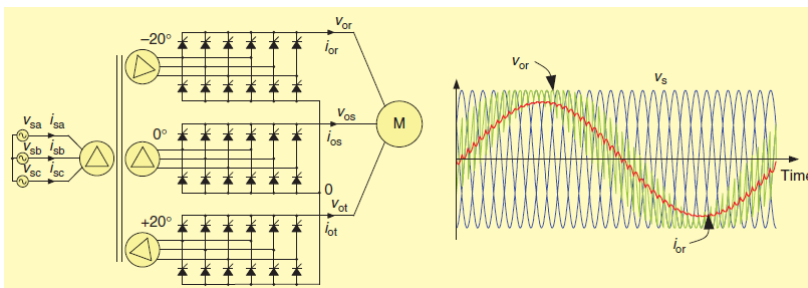 –20°
v_or
i_or
v_sa i_sa
v_sb i_sb
v_sc i_sc
0°
v_os
i_os
M
0
+20°
v_ot
i_ot
v_or
v_s
Time
i_or